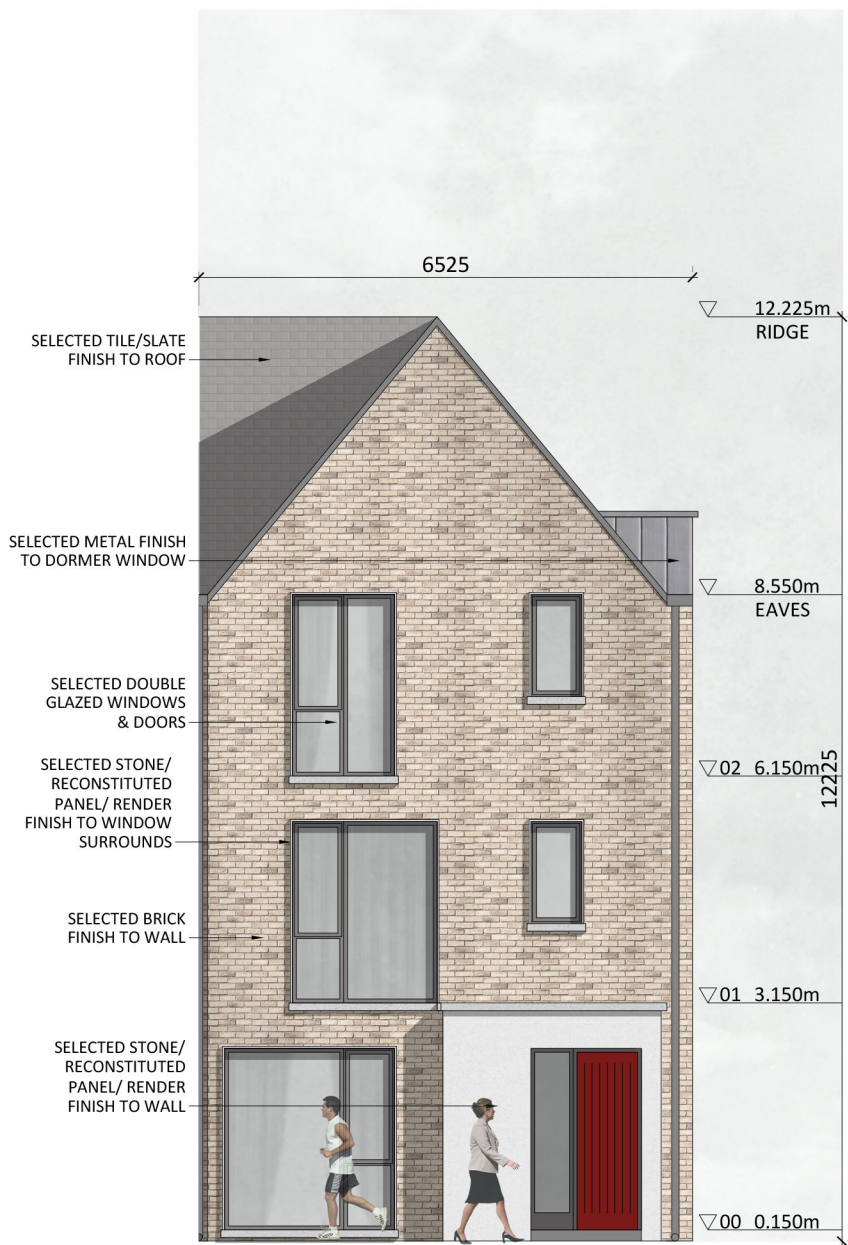 6525
12.225m
RIDGE
SELECTED TILE/SLATE
FINISH TO ROOF
SELECTED METAL FINISH
TO DORMER WINDOW
8.550m
EAVES
SELECTED DOUBLE
GLAZED WINDOWS
& DOORS
SELECTED STONE/
RECONSTITUTED
PANEL/ RENDER
FINISH TO WINDOW
SURROUNDS
02 6.150m
12225
SELECTED BRICK
FINISH TO WALL
01 3.150m
SELECTED STONE/
RECONSTITUTED
PANEL/ RENDER
FINISH TO WALL
00 0.150m